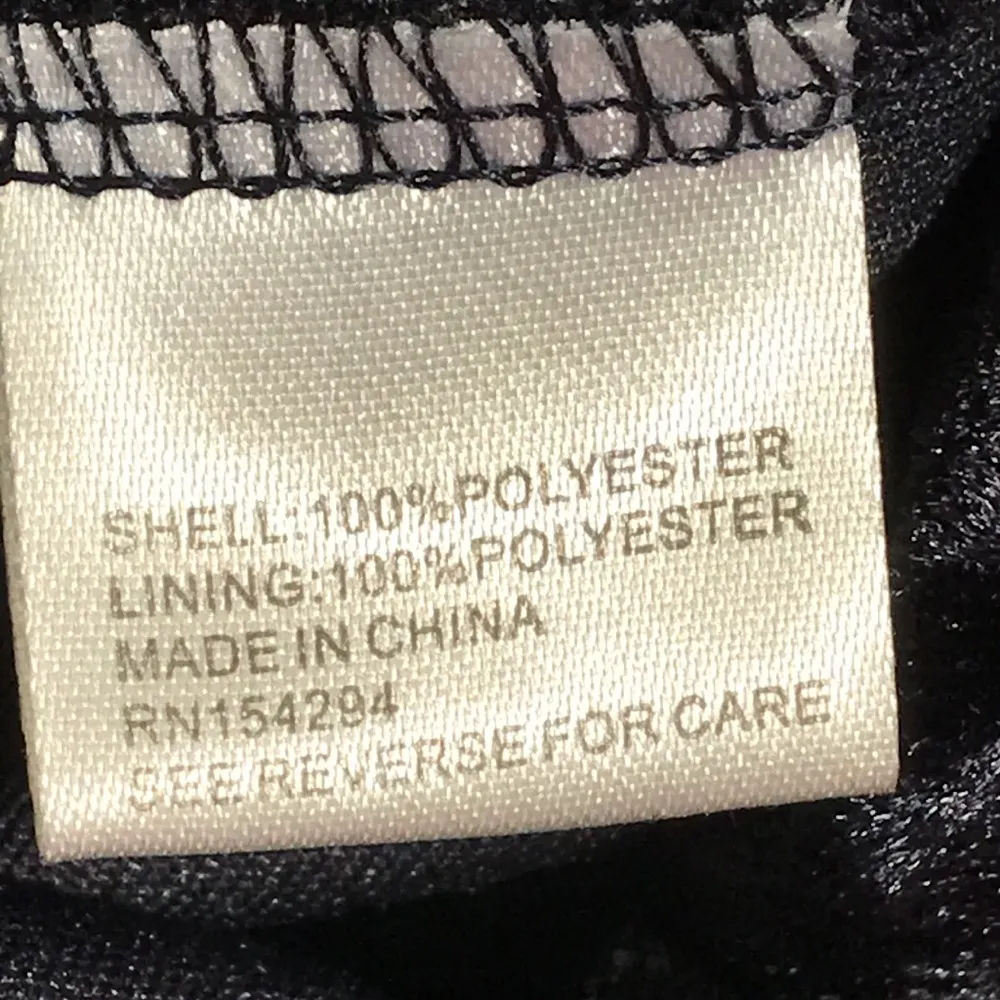 SHELL:100%POLYESTER
LINING:100%POLYESTER
MADE IN CHINA
RN154294
SEE REVERSE FOR CARE